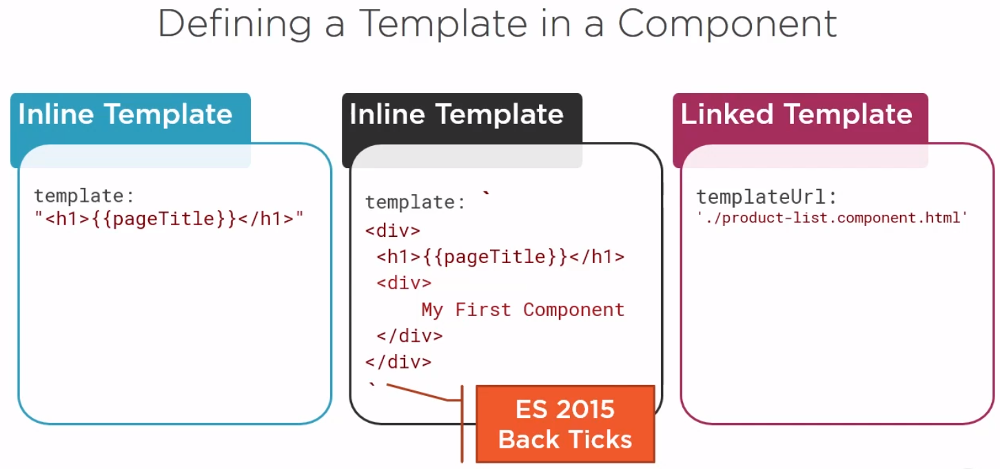 Defining a Template in a Component
Inline Template
template:
"<h1>{{pageTitle}}</h1>"
Inline Template
template: `
<div>
<h1>{{pageTitle}}</h1>
<div>
My First Component
</div>
</div>
`
ES 2015
Back Ticks
Linked Template
templateUrl:
'./product-list.component.html'